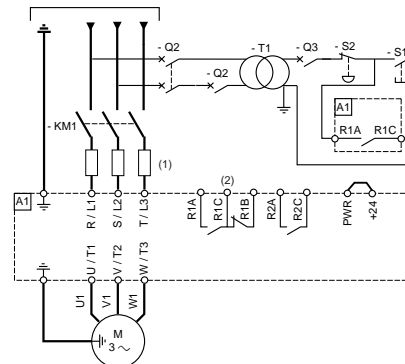 - Q2
- T1
- Q3
- S2
- S1
- Q2
A1
- KM1
R1A
R1C
(1)
A1
R / L1
S / L2
T / L3
(2)
R1A
R1C
R1B
R2A
R2C
PWR
+24
U / T1
V / T2
W / T3
U1
V1
W1
M
3 ~